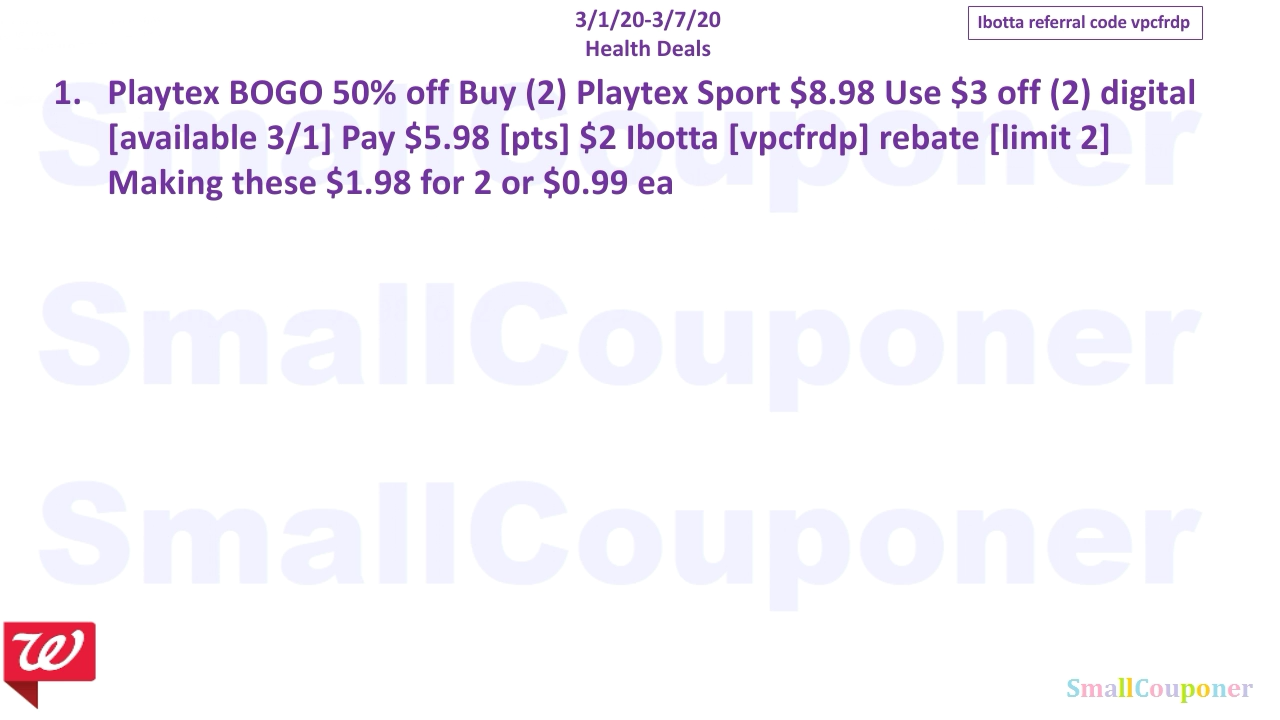 3/1/20-3/7/20
Health Deals
Ibotta referral code vpcfrdp
1. Playtex BOGO 50% off Buy (2) Playtex Sport $8.98 Use $3 off (2) digital
[available 3/1] Pay $5.98 [pts] $2 Ibotta [vpcfrdp] rebate [limit 2]
Making these $1.98 for 2 or $0.99 ea
SmallCouponer
SmallCouponer
SmallCouponer
W
SmallCouponer